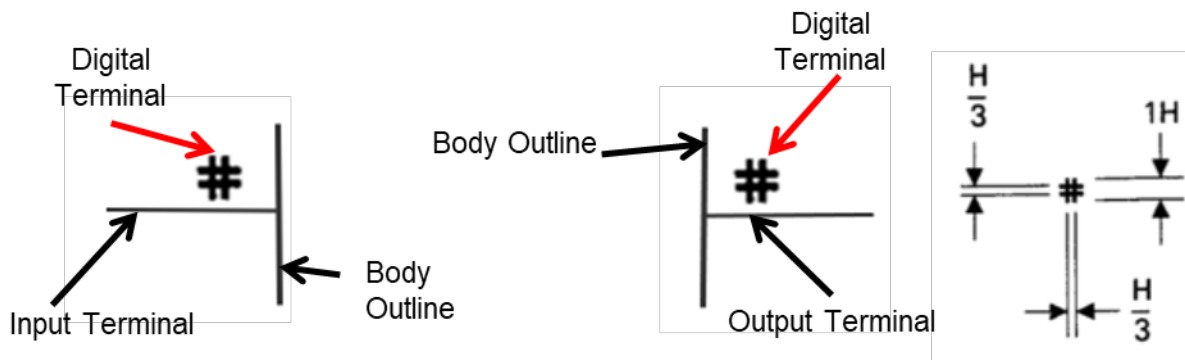 Digital
Terminal
#
Input Terminal
Body
Outline
Digital
Terminal
Body Outline
#
Output Terminal
H
3
1H
#
H
3